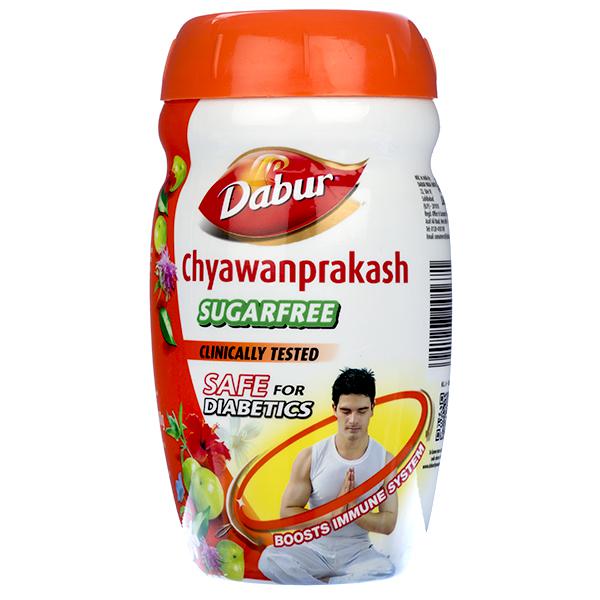 Dabur
Chyawanprakash
SUGARFREE
CLINICALLY TESTED
SAFE FOR
DIABETICS
BOOSTS IMMUNE SYSTEM